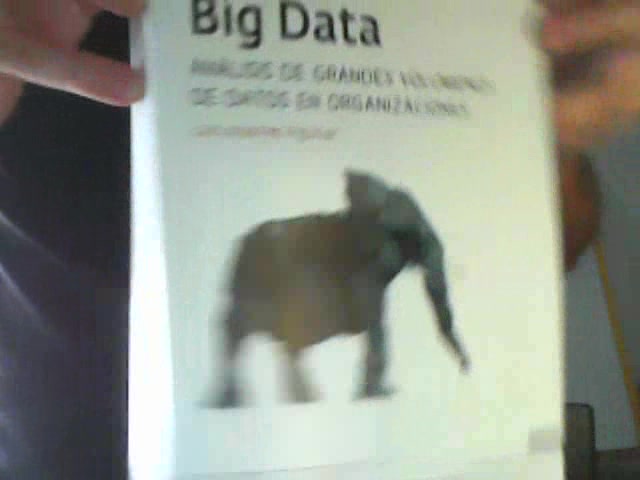 Big Data
ANÁLISIS DE GRANDES VOLÚMENES
DE DATOS EN ORGANIZACIONES